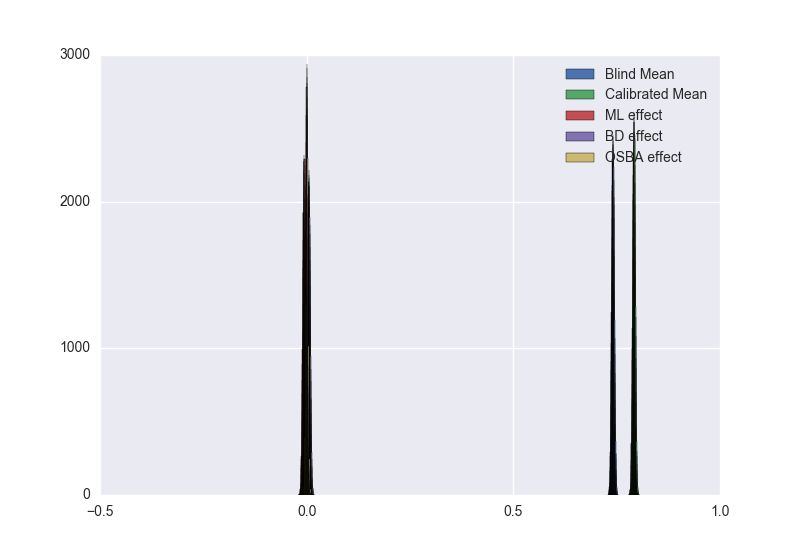 3000
2000
1000
0
−0.5
0.0
0.5
1.0
Blind Mean
Calibrated Mean
ML effect
BD effect
OSBA effect